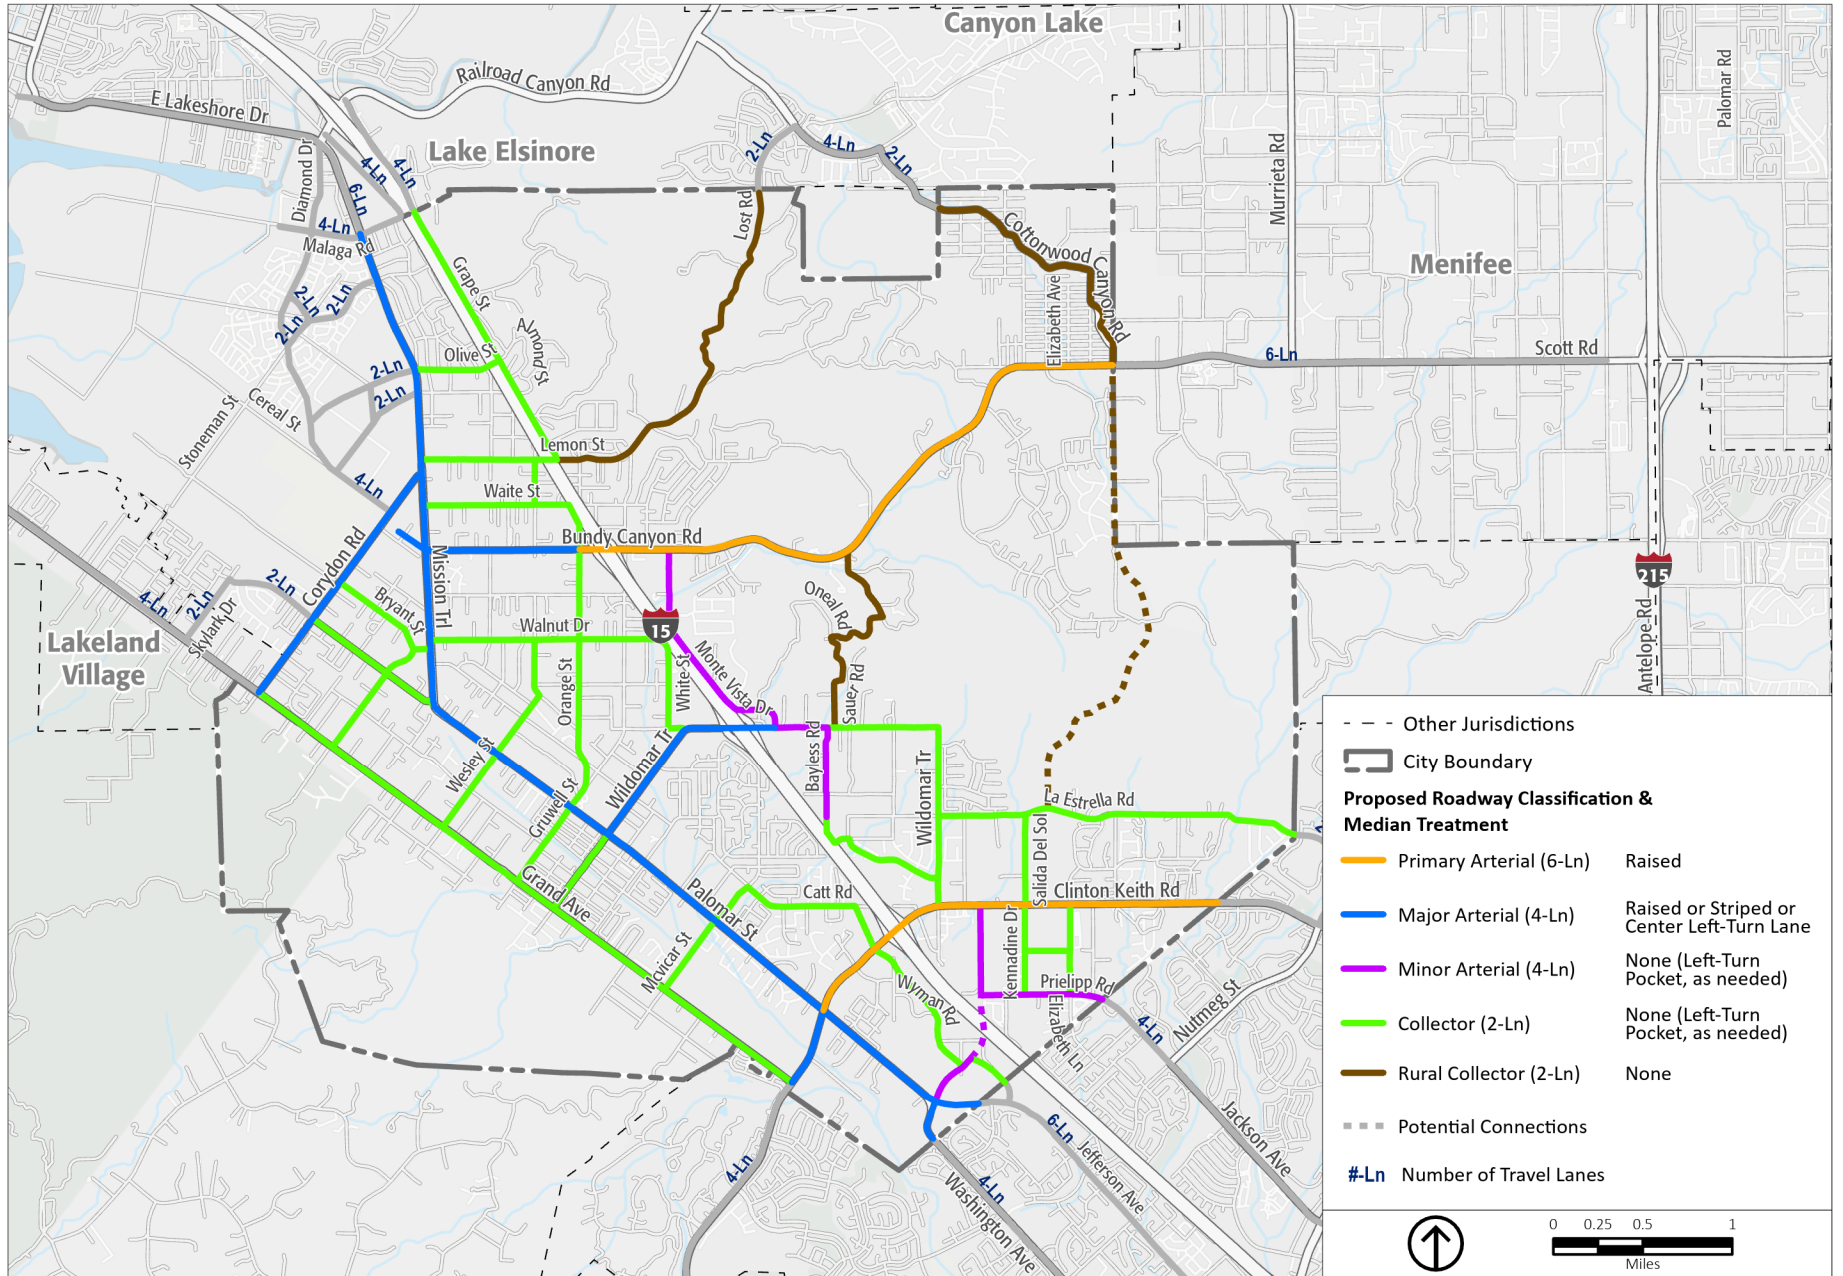 Canyon Lake
Railroad Canyon Rd
E Lakeshore Dr
Lake Elsinore
4-Ln
4-Ln
6-Ln
Diamond Dr
4-Ln
Malaga Rd
2-Ln
4-Ln
2-Ln
Lost Rd
Cottonwood
Canyon Rd
Elizabeth Ave
Murrieta Rd
Palomar Rd
Menifee
Grape St
Almond St
Olive St
2-Ln
2-Ln
2-Ln
2-Ln
2-Ln
Cereal St
Stoneman St
4-Ln
6-Ln
Scott Rd
Lemon St
Waite St
Bundy Canyon Rd
Corydon Rd
Mission Trl
Bryant St
2-Ln
2-Ln
4-Ln
Skylark Dr
Lakeland
Village
Walnut Dr
15
215
Antelope Rd
Oneal Rd
Sauer Rd
Monte Vista Dr
White St
Orange St
Wesley St
Gruwell St
Wildomar Tr
Bayless Rd
Wildomar Tr
La Estrella Rd
Salida Del Sol
Clinton Keith Rd
Catt Rd
Grand Ave
Palomar St
Mcvicar St
Wyman Rd
Kennadine Dr
Prielipp Rd
Elizabeth Ln
Nutmeg St
4-Ln
Jackson Ave
6-Ln
Jefferson Ave
4-Ln
Washington Ave
4-Ln
Other Jurisdictions
City Boundary
Proposed Roadway Classification &
Median Treatment
Primary Arterial (6-Ln) Raised
Major Arterial (4-Ln) Raised or Striped or
Center Left-Turn Lane
Minor Arterial (4-Ln) None (Left-Turn
Pocket, as needed)
Collector (2-Ln) None (Left-Turn
Pocket, as needed)
Rural Collector (2-Ln) None
Potential Connections
#-Ln Number of Travel Lanes
0 0.25 0.5 1
Miles